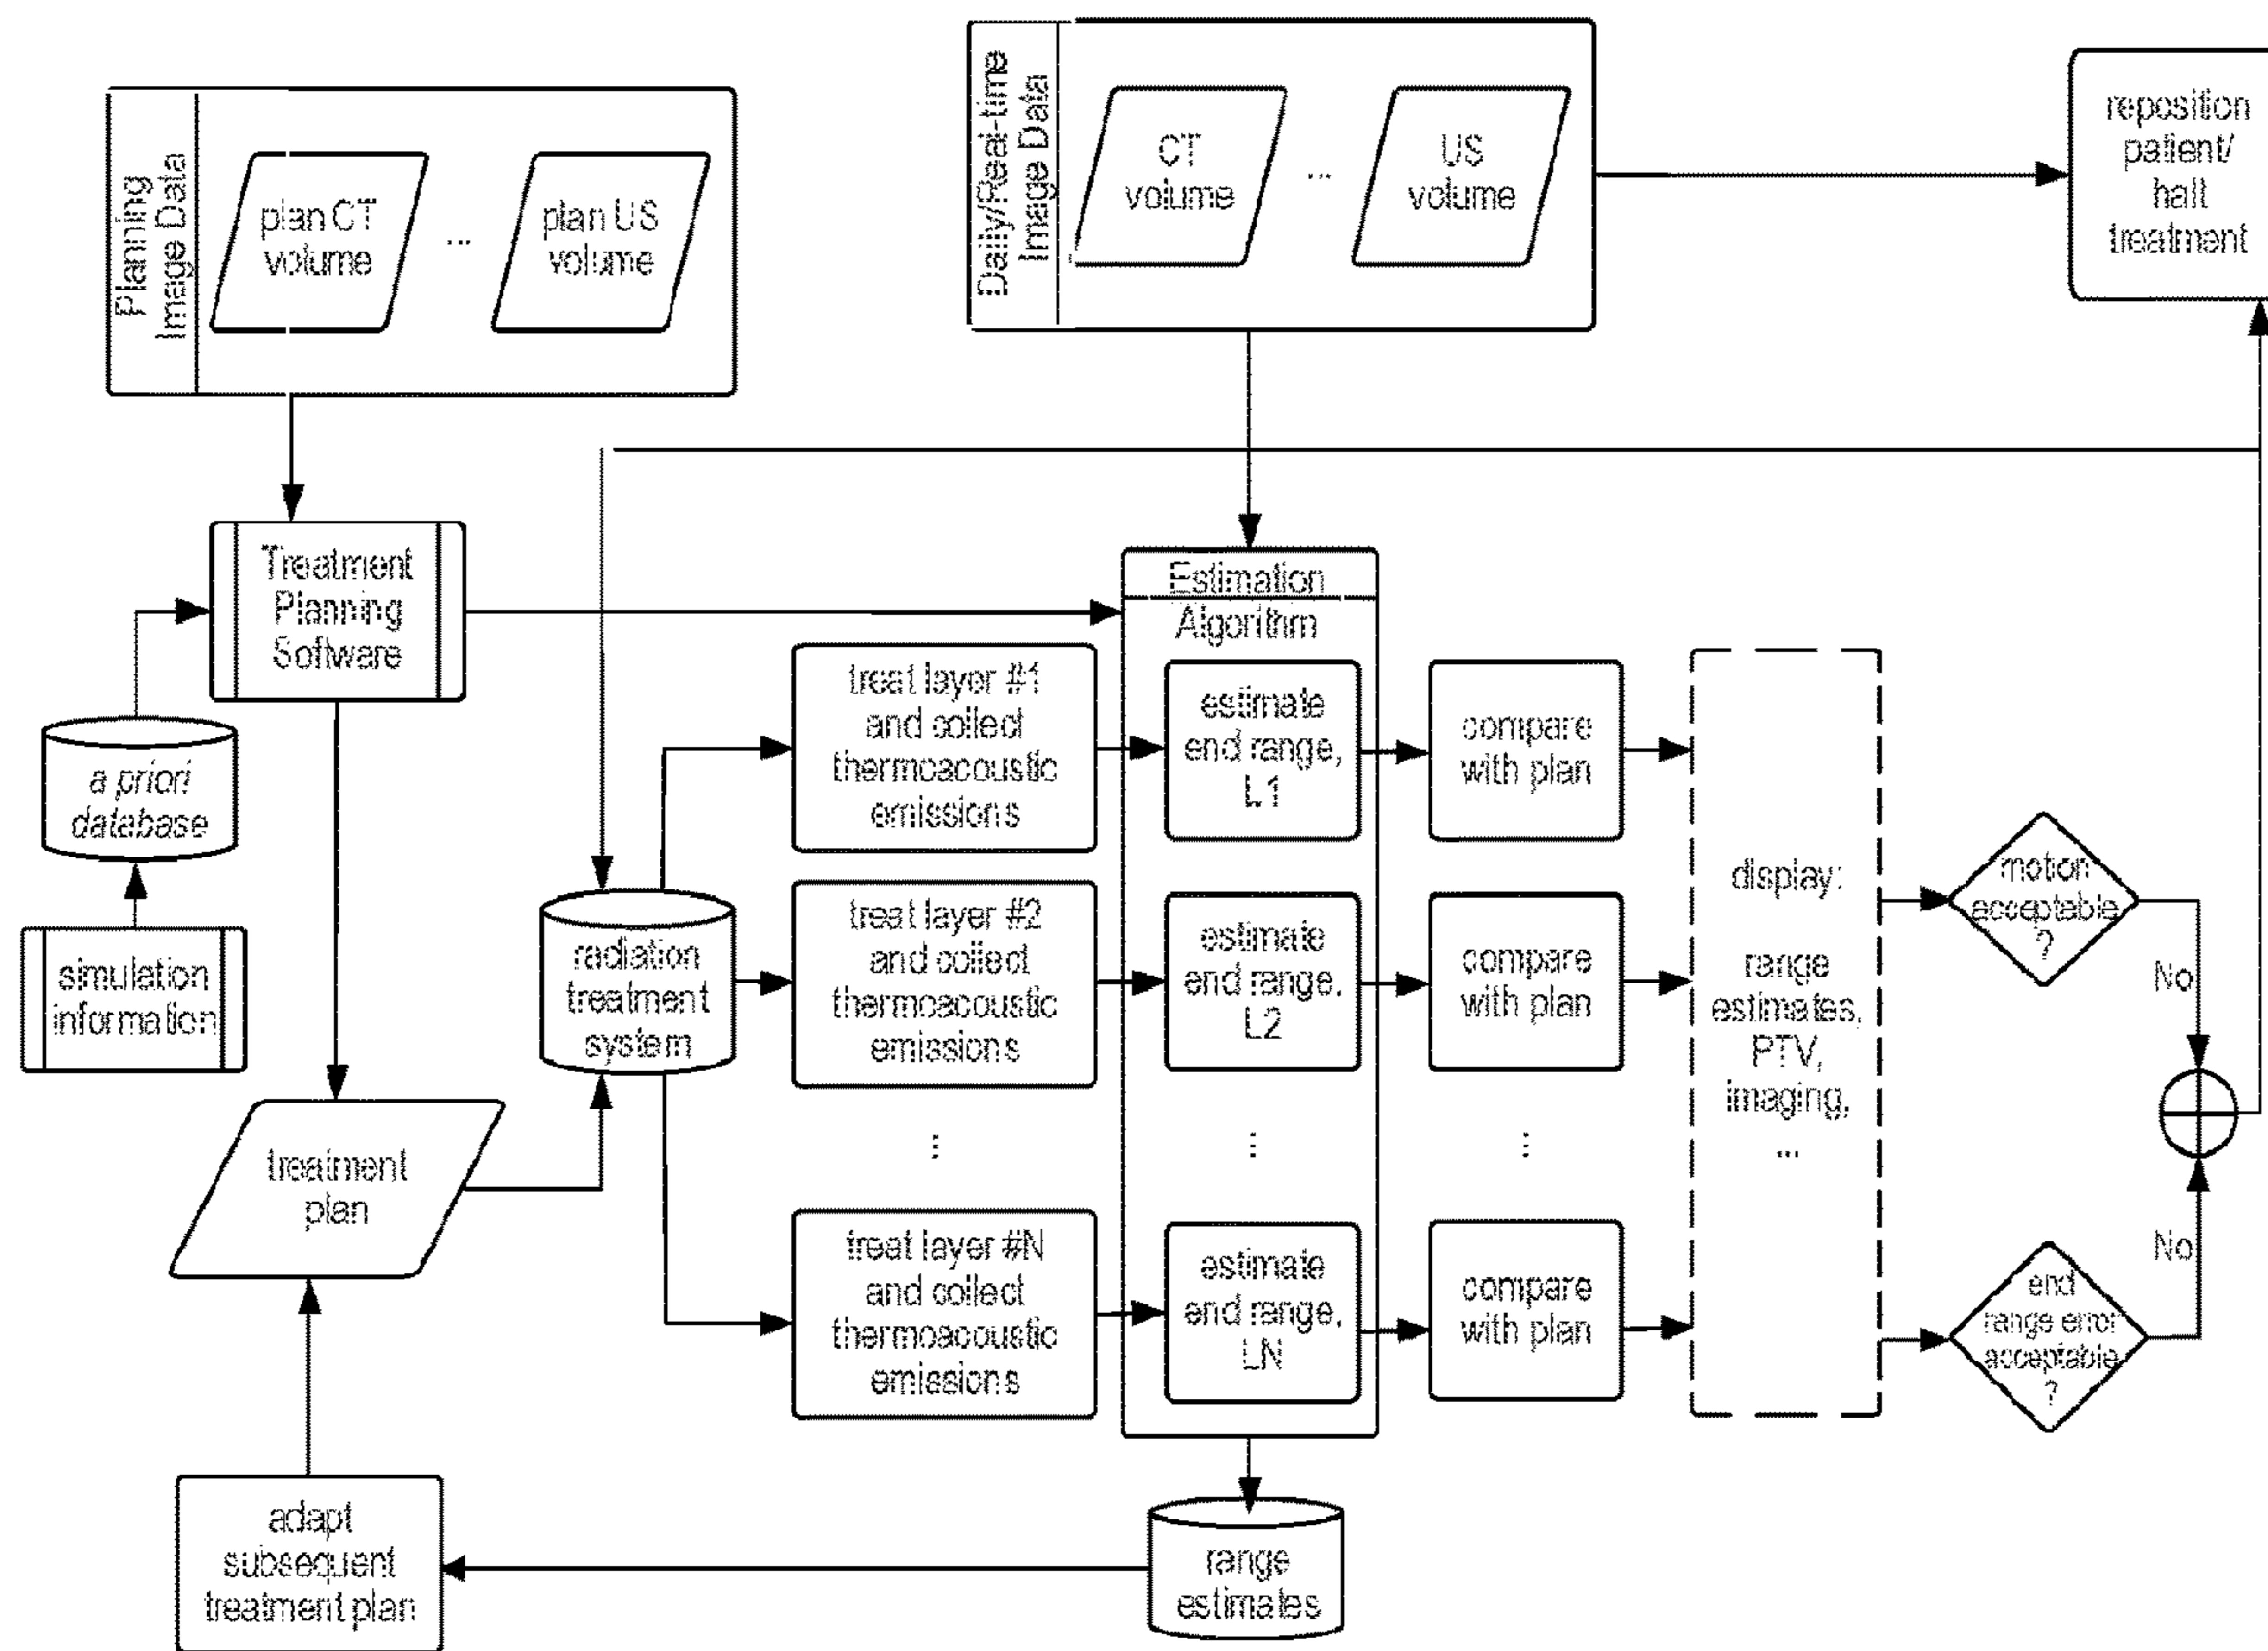 Planning
Image Data
plan CT
volume
...
plan US
volume
Daily/Real-time
Image Data
CT
volume
...
US
volume
reposition
patient/
halt
treatment
Treatment
Planning
Software
a priori
database
simulation
information
treatment
plan
adapt
subsequent
treatment plan
radiation
treatment
system
treat layer #1
and collect
thermoacoustic
emissions
treat layer #2
and collect
thermoacoustic
emissions
...
treat layer #N
and collect
thermoacoustic
emissions
Estimation
Algorithm
estimate
end range,
L1
estimate
end range,
L2
...
estimate
end range,
LN
range
estimates
compare
with plan
compare
with plan
...
compare
with plan
display:
range
estimates,
PTV,
imaging,
...
motion
acceptable
?
No
end
range error
acceptable
?
No